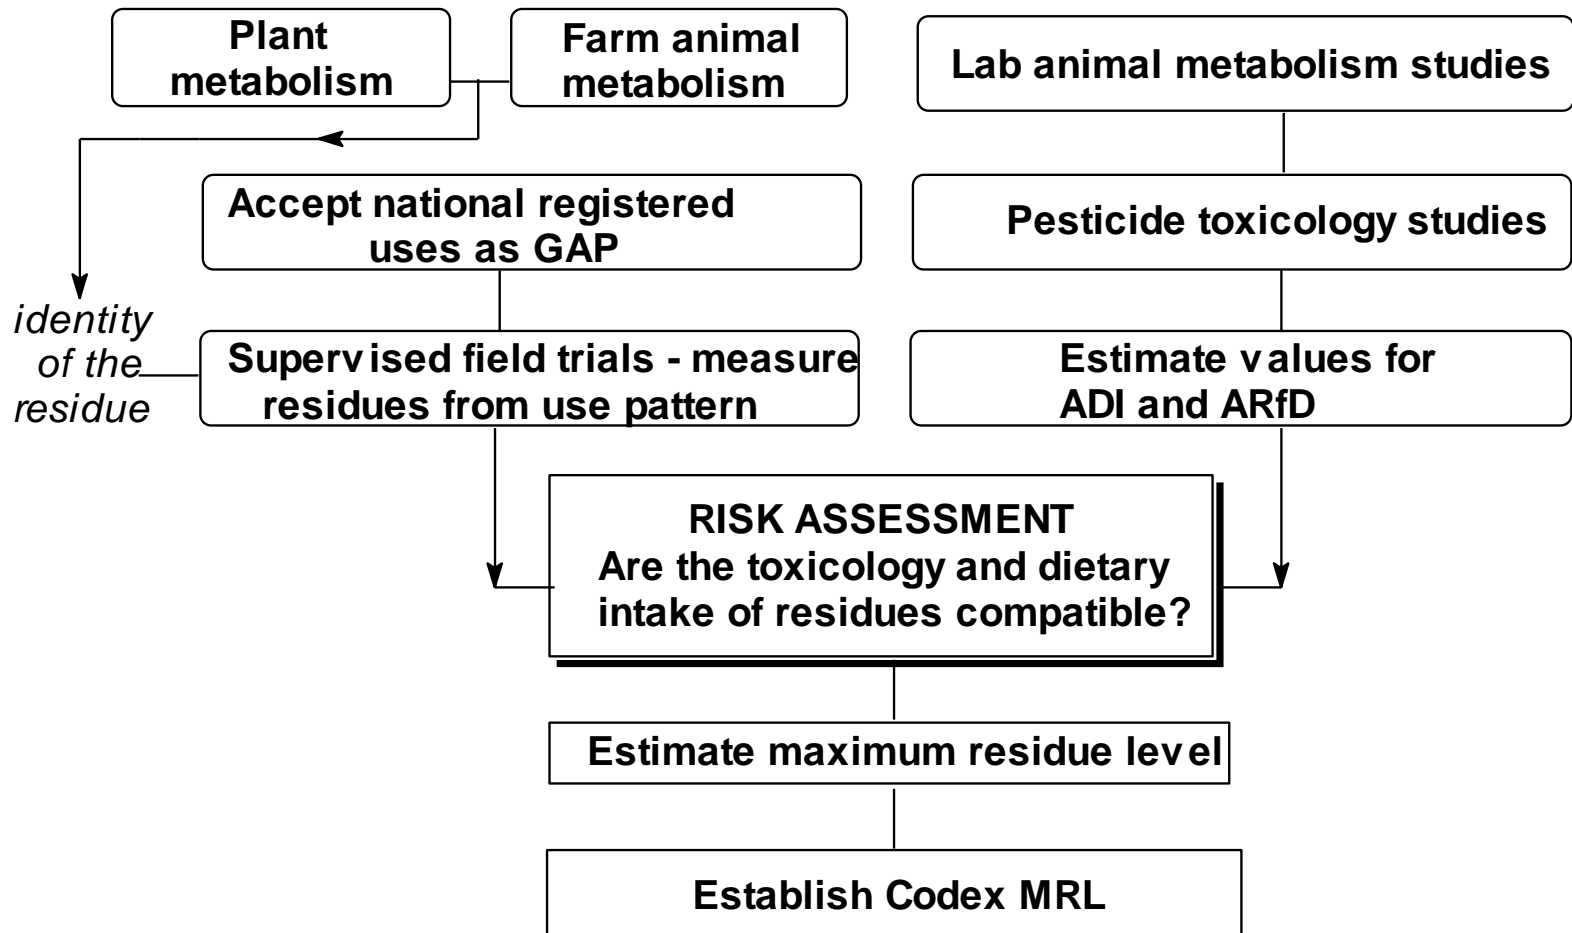 Plant
metabolism
Farm animal
metabolism
Lab animal metabolism studies
Accept national registered
uses as GAP
Pesticide toxicology studies
identity
of the
residue
Supervised field trials - measure
residues from use pattern
Estimate values for
ADI and ARfD
RISK ASSESSMENT
Are the toxicology and dietary
intake of residues compatible?
Estimate maximum residue level
Establish Codex MRL